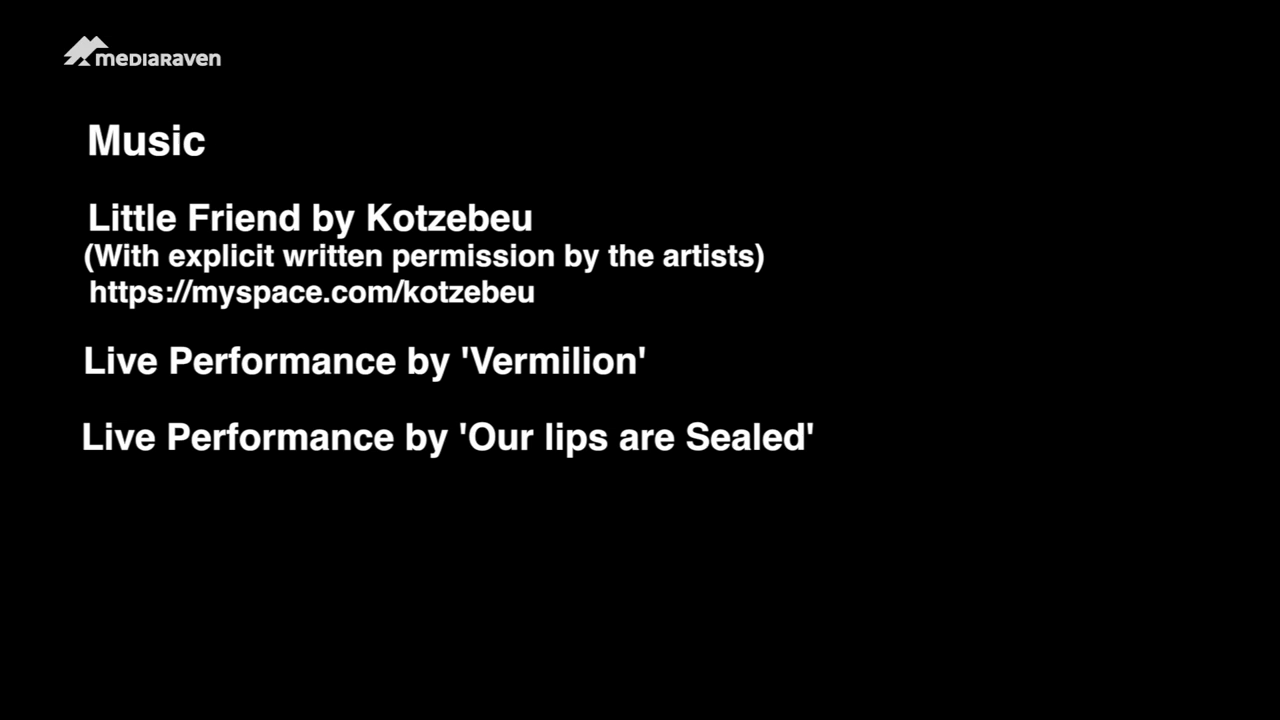 mediaraven
Music
Little Friend by Kotzebeu
(With explicit written permission by the artists)
https://myspace.com/kotzebeu
Live Performance by 'Vermilion'
Live Performance by 'Our lips are Sealed'